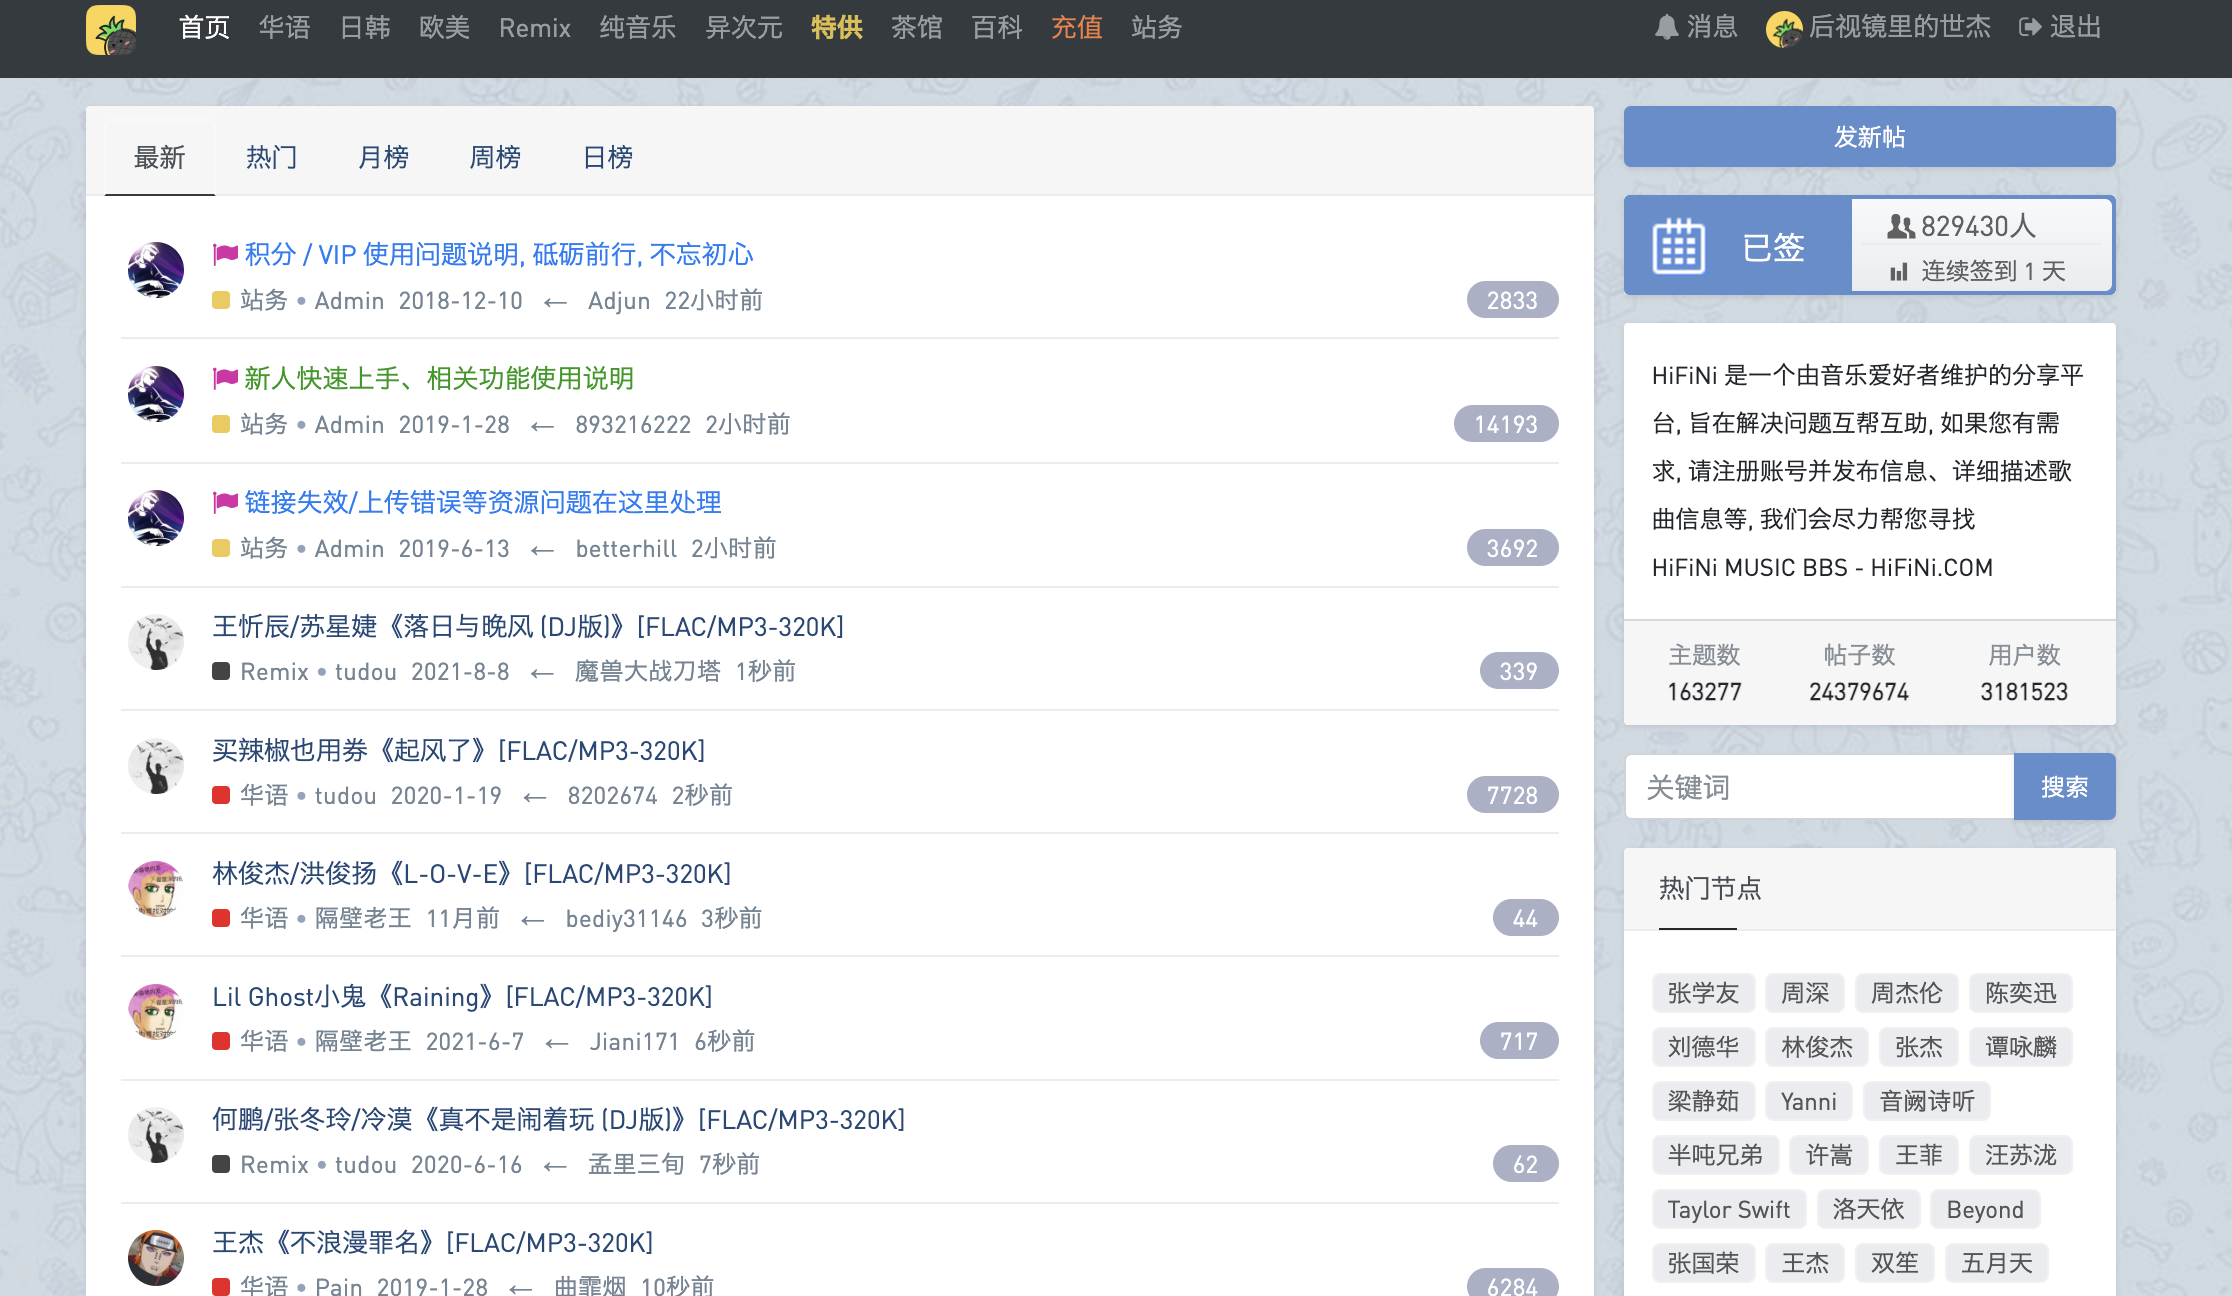 首页 华语 日韩 欧美 Remix 纯音乐 异次元 特供 茶馆 百科 充值 站务 消息 后视镜里的世杰 退出
最新 热门 月榜 周榜 日榜
积分 / VIP 使用问题说明, 砥砺前行, 不忘初心
站务 • Admin 2018-12-10 ← Adjun 22小时前 2833
新人快速上手、相关功能使用说明
站务 • Admin 2019-1-28 ← 893216222 2小时前 14193
链接失效/上传错误等资源问题在这里处理
站务 • Admin 2019-6-13 ← betterhill 2小时前 3692
王忻辰/苏星婕《落日与晚风 (DJ版)》[FLAC/MP3-320K]
Remix • tudou 2021-8-8 ← 魔兽大战刀塔 1秒前 339
买辣椒也用券《起风了》[FLAC/MP3-320K]
华语 • tudou 2020-1-19 ← 8202674 2秒前 7728
林俊杰/洪俊扬《L-O-V-E》[FLAC/MP3-320K]
华语 • 隔壁老王 11月前 ← bediy31146 3秒前 44
Lil Ghost小鬼《Raining》[FLAC/MP3-320K]
华语 • 隔壁老王 2021-6-7 ← Jiani171 6秒前 717
何鹏/张冬玲/冷漠《真不是闹着玩 (DJ版)》[FLAC/MP3-320K]
Remix • tudou 2020-6-16 ← 孟里三旬 7秒前 62
王杰《不浪漫罪名》[FLAC/MP3-320K]
华语 • Pain 2019-1-28 ← 曲霏烟 10秒前 6284
发新帖
已签
829430人
连续签到 1 天
HiFiNi 是一个由音乐爱好者维护的分享平
台, 旨在解决问题互帮互助, 如果您有需
求, 请注册账号并发布信息、详细描述歌
曲信息等, 我们会尽力帮您寻找
HiFiNi MUSIC BBS - HiFiNi.COM
主题数 帖子数 用户数
163277 24379674 3181523
关键词 搜索
热门节点
张学友 周深 周杰伦 陈奕迅
刘德华 林俊杰 张杰 谭咏麟
梁静茹 Yanni 音阙诗听
半吨兄弟 许嵩 王菲 汪苏泷
Taylor Swift 洛天依 Beyond
张国荣 王杰 双笙 五月天